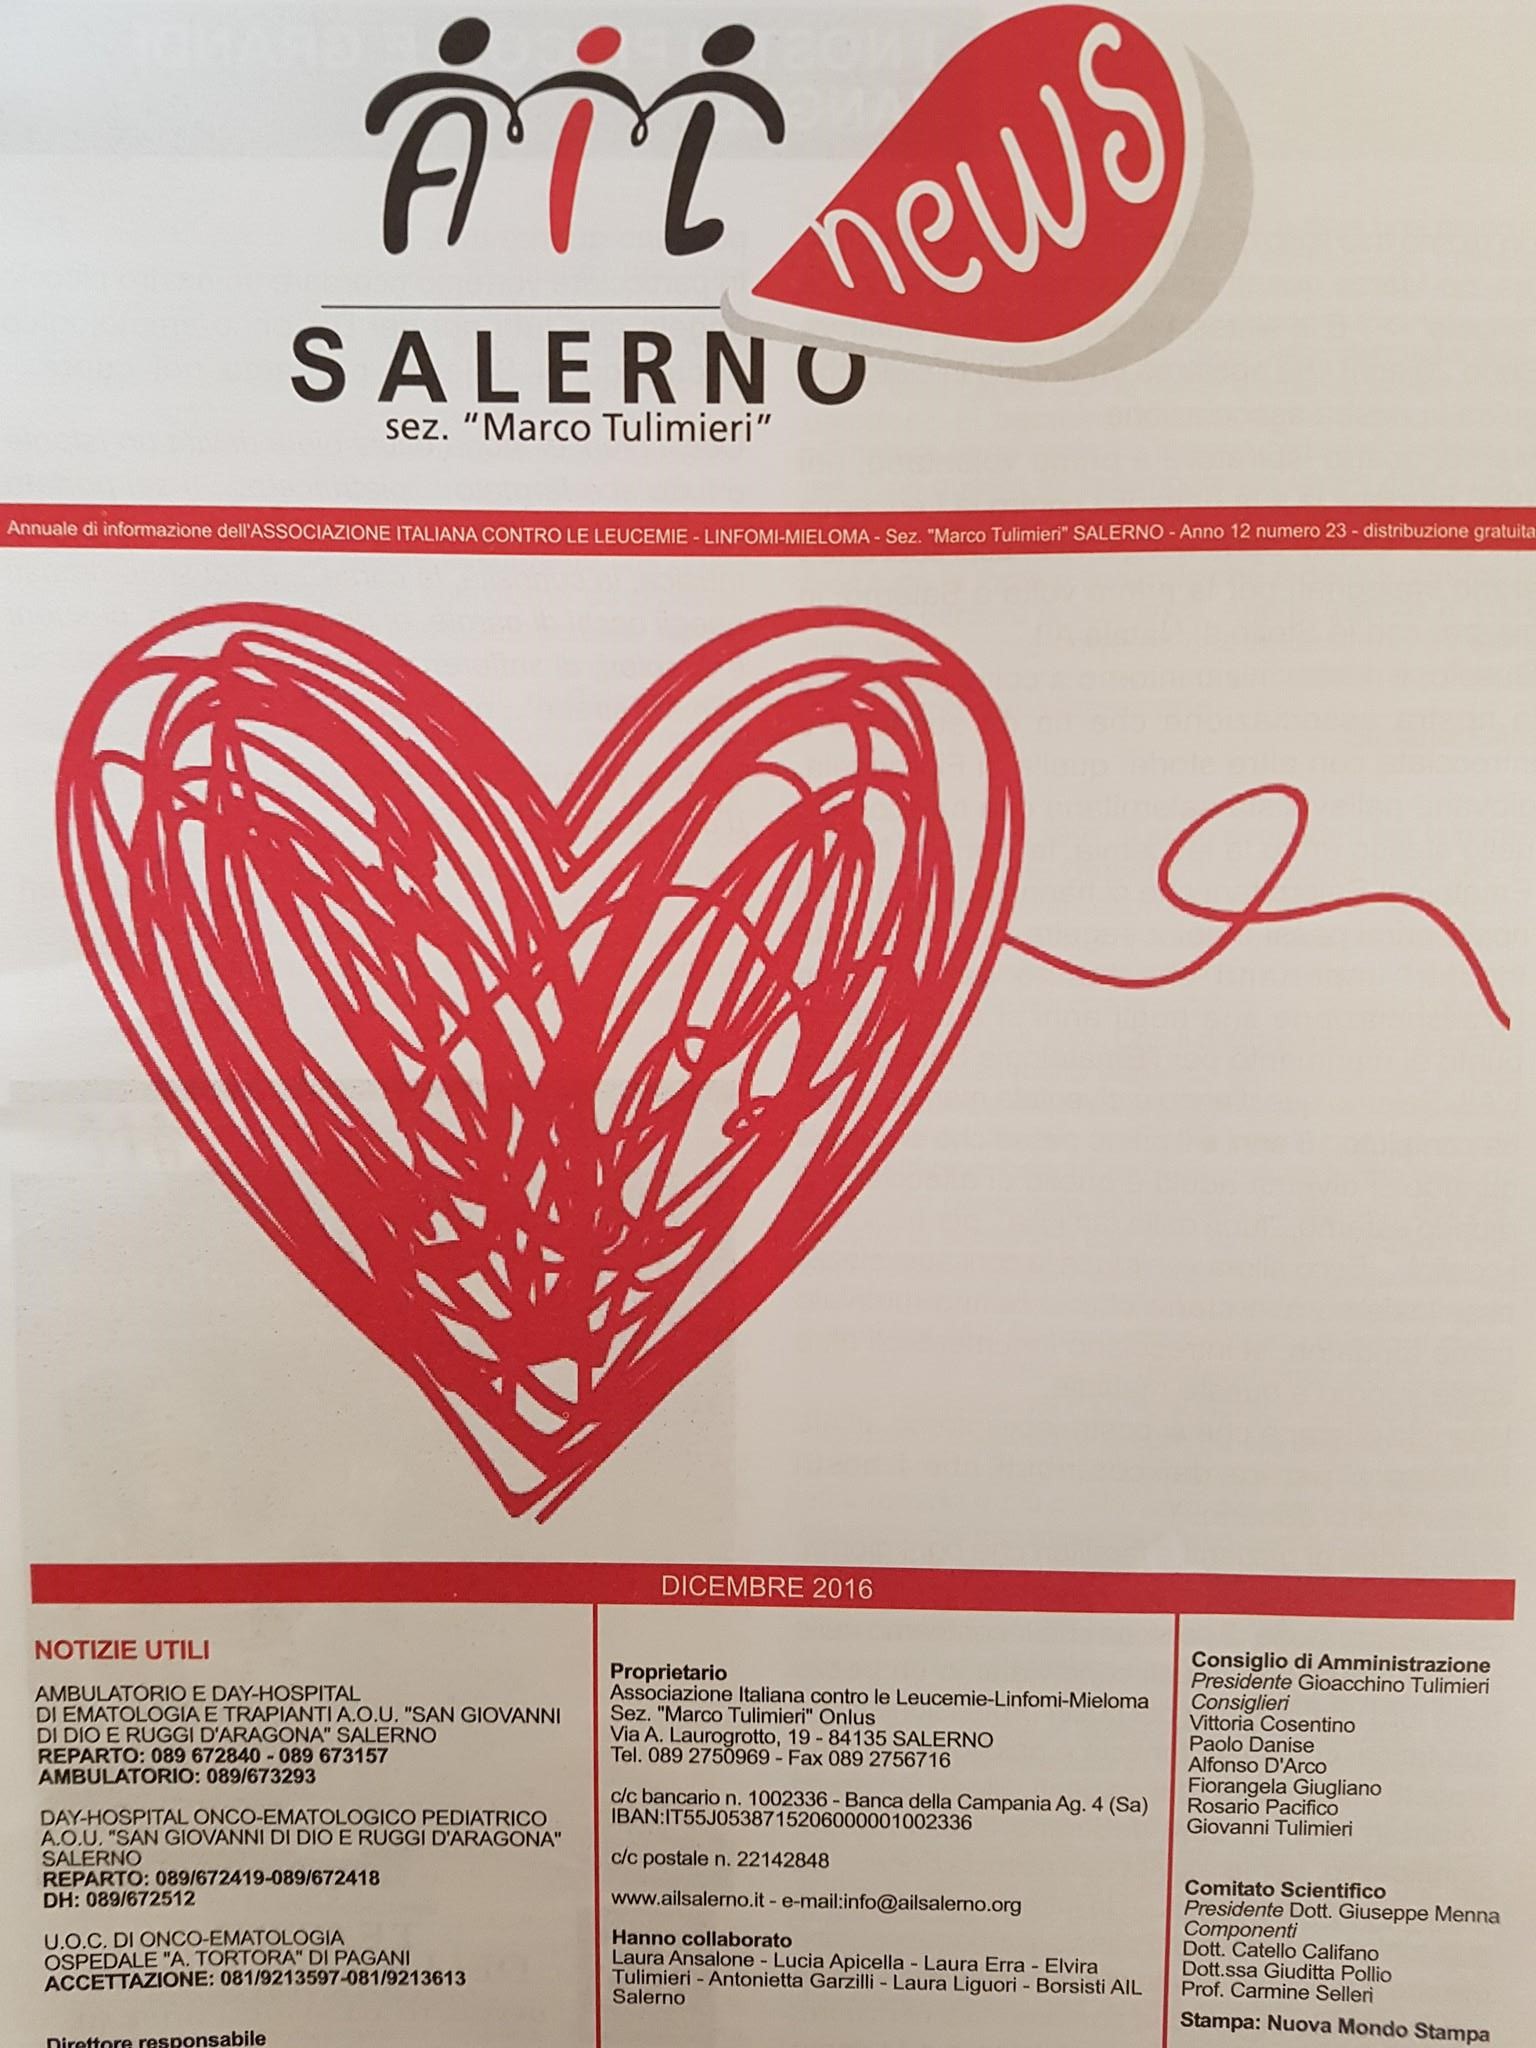 AIL news
SALERNO
sez. "Marco Tulimieri"
Annuale di informazione dell'ASSOCIAZIONE ITALIANA CONTRO LE LEUCEMIE - LINFOMI-MIELOMA - Sez. "Marco Tulimieri" SALERNO - Anno 12 numero 23 - distribuzione gratuita
DICEMBRE 2016
NOTIZIE UTILI
AMBULATORIO E DAY-HOSPITAL
DI EMATOLOGIA E TRAPIANTI A.O.U. "SAN GIOVANNI
DI DIO E RUGGI D'ARAGONA" SALERNO
REPARTO: 089 672840 - 089 673157
AMBULATORIO: 089/673293
DAY-HOSPITAL ONCO-EMATOLOGICO PEDIATRICO
A.O.U. "SAN GIOVANNI DI DIO E RUGGI D'ARAGONA"
SALERNO
REPARTO: 089/672419-089/672418
DH: 089/672512
U.O.C. DI ONCO-EMATOLOGIA
OSPEDALE "A. TORTORA" DI PAGANI
ACCETTAZIONE: 081/9213597-081/9213613
Direttore responsabile
Proprietario
Associazione Italiana contro le Leucemie-Linfomi-Mieloma
Sez. "Marco Tulimieri" Onlus
Via A. Laurogrotto, 19 - 84135 SALERNO
Tel. 089 2750969 - Fax 089 2756716
c/c bancario n. 1002336 - Banca della Campania Ag. 4 (Sa)
IBAN:IT55J0538715206000001002336
c/c postale n. 22142848
www.ailsalerno.it - e-mail:info@ailsalerno.org
Hanno collaborato
Laura Ansalone - Lucia Apicella - Laura Erra - Elvira
Tulimieri - Antonietta Garzilli - Laura Liguori - Borsisti AIL
Salerno
Consiglio di Amministrazione
Presidente Gioacchino Tulimieri
Consiglieri
Vittoria Cosentino
Paolo Danise
Alfonso D'Arco
Fiorangela Giugliano
Rosario Pacifico
Giovanni Tulimieri
Comitato Scientifico
Presidente Dott. Giuseppe Menna
Componenti
Dott. Catello Califano
Dott.ssa Giuditta Pollio
Prof. Carmine Selleri
Stampa: Nuova Mondo Stampa